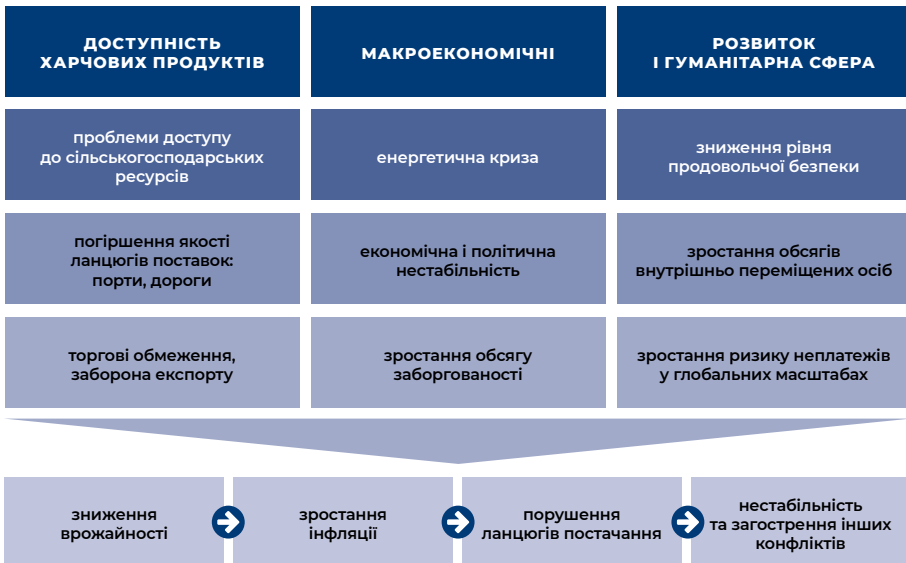 ДОСТУПНІСТЬ
ХАРЧОВИХ ПРОДУКТІВ
МАКРОЕКОНОМІЧНІ
РОЗВИТОК
І ГУМАНІТАРНА СФЕРА
проблеми доступу
до сільськогосподарських
ресурсів
енергетична криза
зниження рівня
продовольчої безпеки
погіршення якості
ланцюгів поставок:
порти, дороги
економічна і політична
нестабільність
зростання обсягів
внутрішньо переміщених осіб
торгові обмеження,
заборона експорту
зростання обсягу
заборгованості
зростання ризику неплатежів
у глобальних масштабах
зниження
врожайності
зростання
інфляції
порушення
ланцюгів постачання
нестабільність
та загострення інших
конфліктів